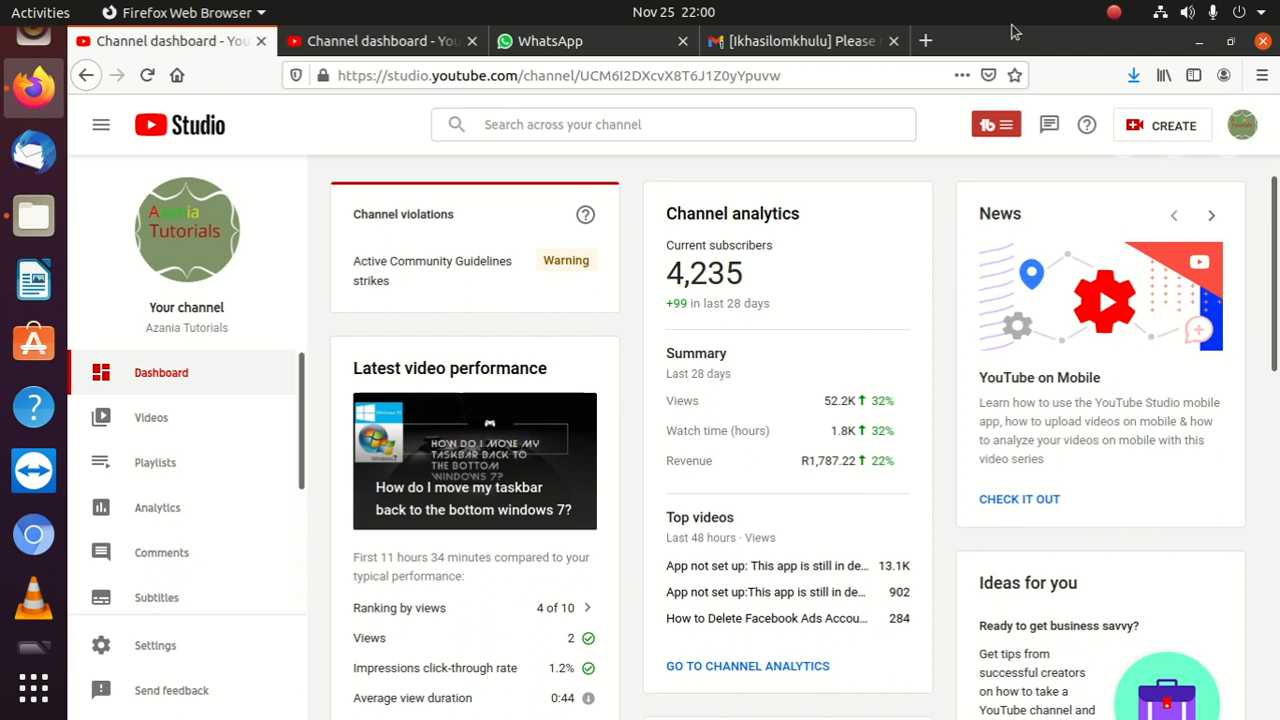 Activities
Firefox Web Browser
Nov 25 22:00
Channel dashboard - You
Channel dashboard - You
WhatsApp
[Ikhasilomkhulu] Please
https://studio.youtube.com/channel/UCM6I2DXcvX8T6J1Z0yYpuvw
Studio
Search across your channel
tb
CREATE
Azania
Tutorials
Your channel
Azania Tutorials
Dashboard
Videos
Playlists
Analytics
Comments
Subtitles
Settings
Send feedback
Channel violations
Active Community Guidelines
strikes
Warning
Latest video performance
HOW DO I MOVE MY
TASKBAR BACK TO
THE BOTTOM
WINDOWS 7?
How do I move my taskbar
back to the bottom windows 7?
First 11 hours 34 minutes compared to your
typical performance:
Ranking by views 4 of 10
Views 2
Impressions click-through rate 1.2%
Average view duration 0:44
Channel analytics
Current subscribers
4,235
+99 in last 28 days
Summary
Last 28 days
Views 52.2K 32%
Watch time (hours) 1.8K 32%
Revenue R1,787.22 22%
Top videos
Last 48 hours · Views
App not set up: This app is still in de... 13.1K
App not set up:This app is still in de... 902
How to Delete Facebook Ads Accou... 284
GO TO CHANNEL ANALYTICS
News
YouTube on Mobile
Learn how to use the YouTube Studio mobile
app, how to upload videos on mobile & how
to analyze your videos on mobile with this
video series
CHECK IT OUT
Ideas for you
Ready to get business savvy?
Get tips from
successful creators
on how to take a
YouTube channel and